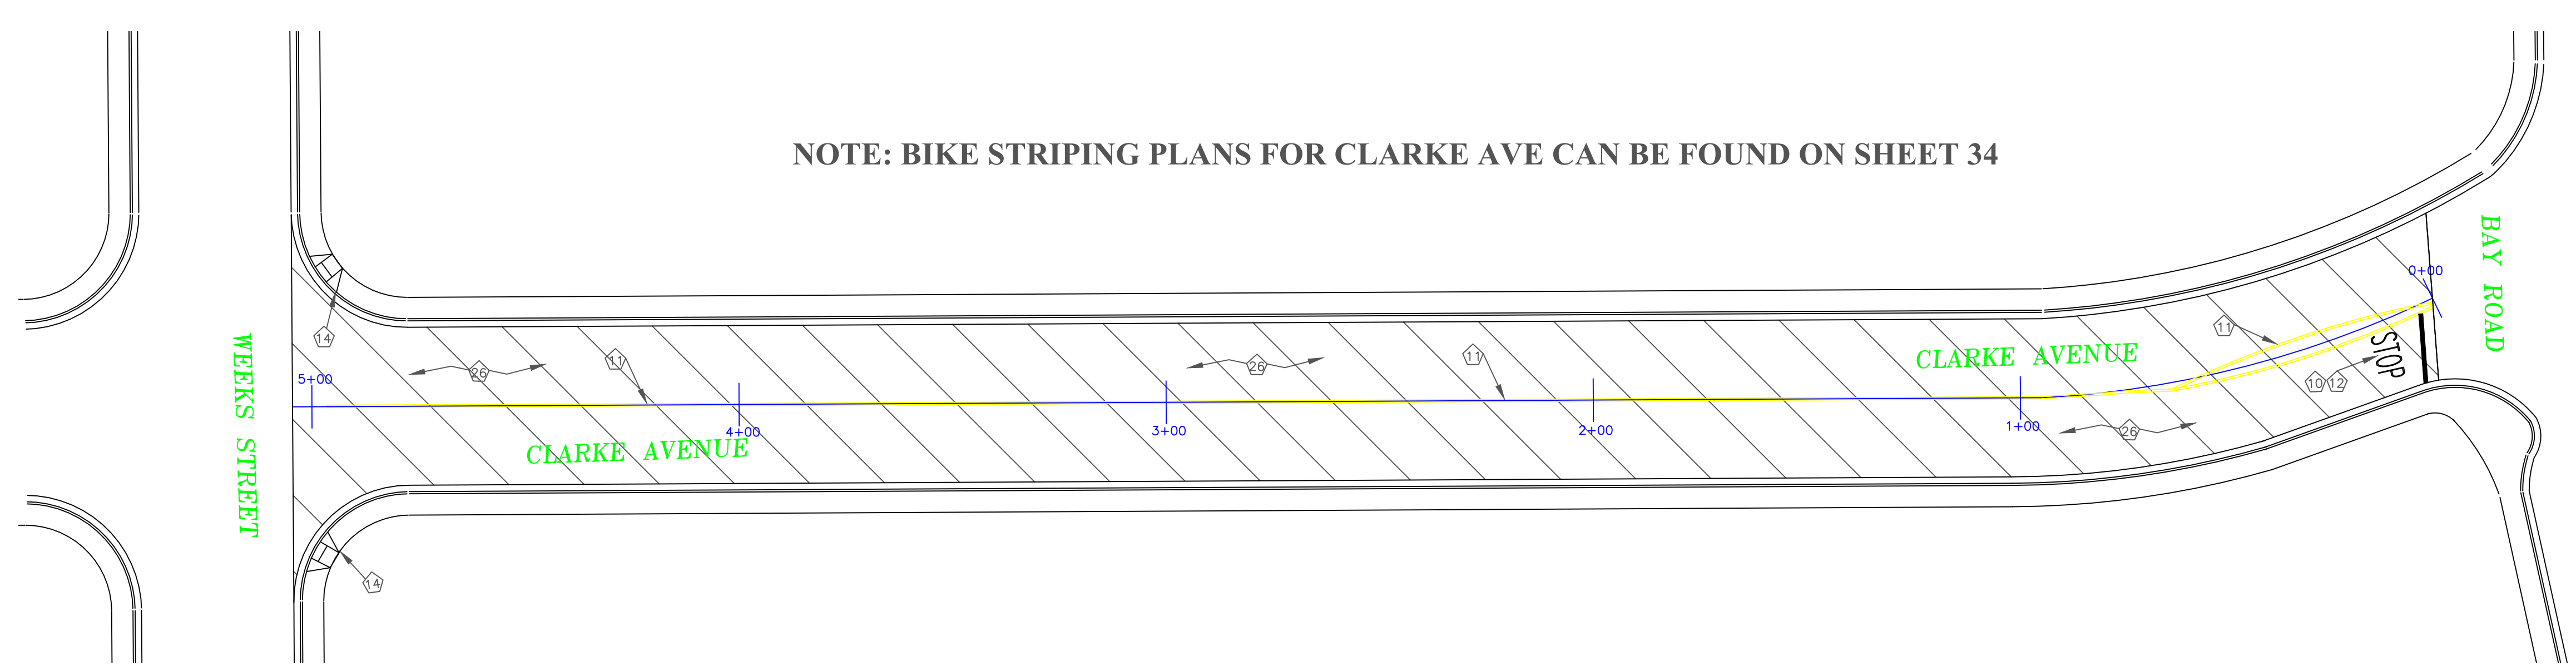 NOTE: BIKE STRIPING PLANS FOR CLARKE AVE CAN BE FOUND ON SHEET 34
BAY ROAD
0+00
11
STOP
10 12
CLARKE AVENUE
1+00
26
11
2+00
26
3+00
11
4+00
26
CLARKE AVENUE
14
5+00
WEEKS STREET
14